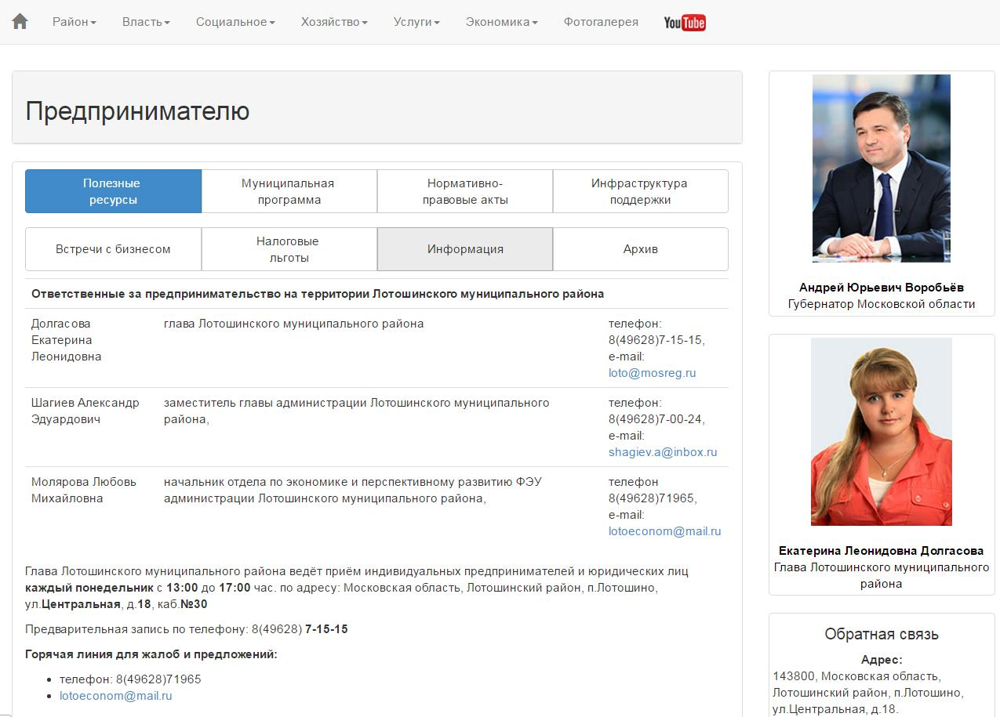 Район
Власть
Социальное
Хозяйство
Услуги
Экономика
Фотогалерея
YouTube
Предпринимателю
Полезные
ресурсы
Муниципальная
программа
Нормативно-
правовые акты
Инфраструктура
поддержки
Встречи с бизнесом
Налоговые
льготы
Информация
Архив
Ответственные за предпринимательство на территории Лотошинского муниципального района
Долгасова
Екатерина
Леонидовна
глава Лотошинского муниципального района
телефон:
8(49628)7-15-15,
e-mail:
loto@mosreg.ru
Шагиев Александр
Эдуардович
заместитель главы администрации Лотошинского муниципального
района,
телефон:
8(49628)7-00-24,
e-mail:
shagiev.a@inbox.ru
Молярова Любовь
Михайловна
начальник отдела по экономике и перспективному развитию ФЭУ
администрации Лотошинского муниципального района,
телефон
8(49628)71965,
e-mail:
lotoeconom@mail.ru
Глава Лотошинского муниципального района ведёт приём индивидуальных предпринимателей и юридических лиц
каждый понедельник с 13:00 до 17:00 час. по адресу: Московская область, Лотошинский район, п.Лотошино,
ул.Центральная, д.18, каб.№30
Предварительная запись по телефону: 8(49628) 7-15-15
Горячая линия для жалоб и предложений:
телефон: 8(49628)71965
lotoeconom@mail.ru
Андрей Юрьевич Воробьёв
Губернатор Московской области
Екатерина Леонидовна Долгасова
Глава Лотошинского муниципального
района
Обратная связь
Адрес:
143800, Московская область,
Лотошинский район, п.Лотошино,
ул.Центральная, д.18.